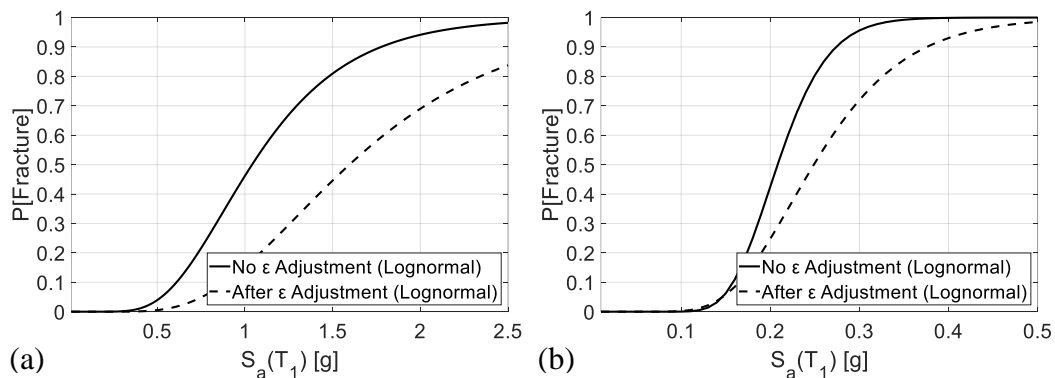 1
0.9
0.8
0.7
0.6
0.5
0.4
0.3
0.2
0.1
0
P[Fracture]
No ε Adjustment (Lognormal)
After ε Adjustment (Lognormal)
0.5 1 1.5 2 2.5
(a) S_a(T_1) [g]
1
0.9
0.8
0.7
0.6
0.5
0.4
0.3
0.2
0.1
0
P[Fracture]
No ε Adjustment (Lognormal)
After ε Adjustment (Lognormal)
0.1 0.2 0.3 0.4 0.5
(b) S_a(T_1) [g]